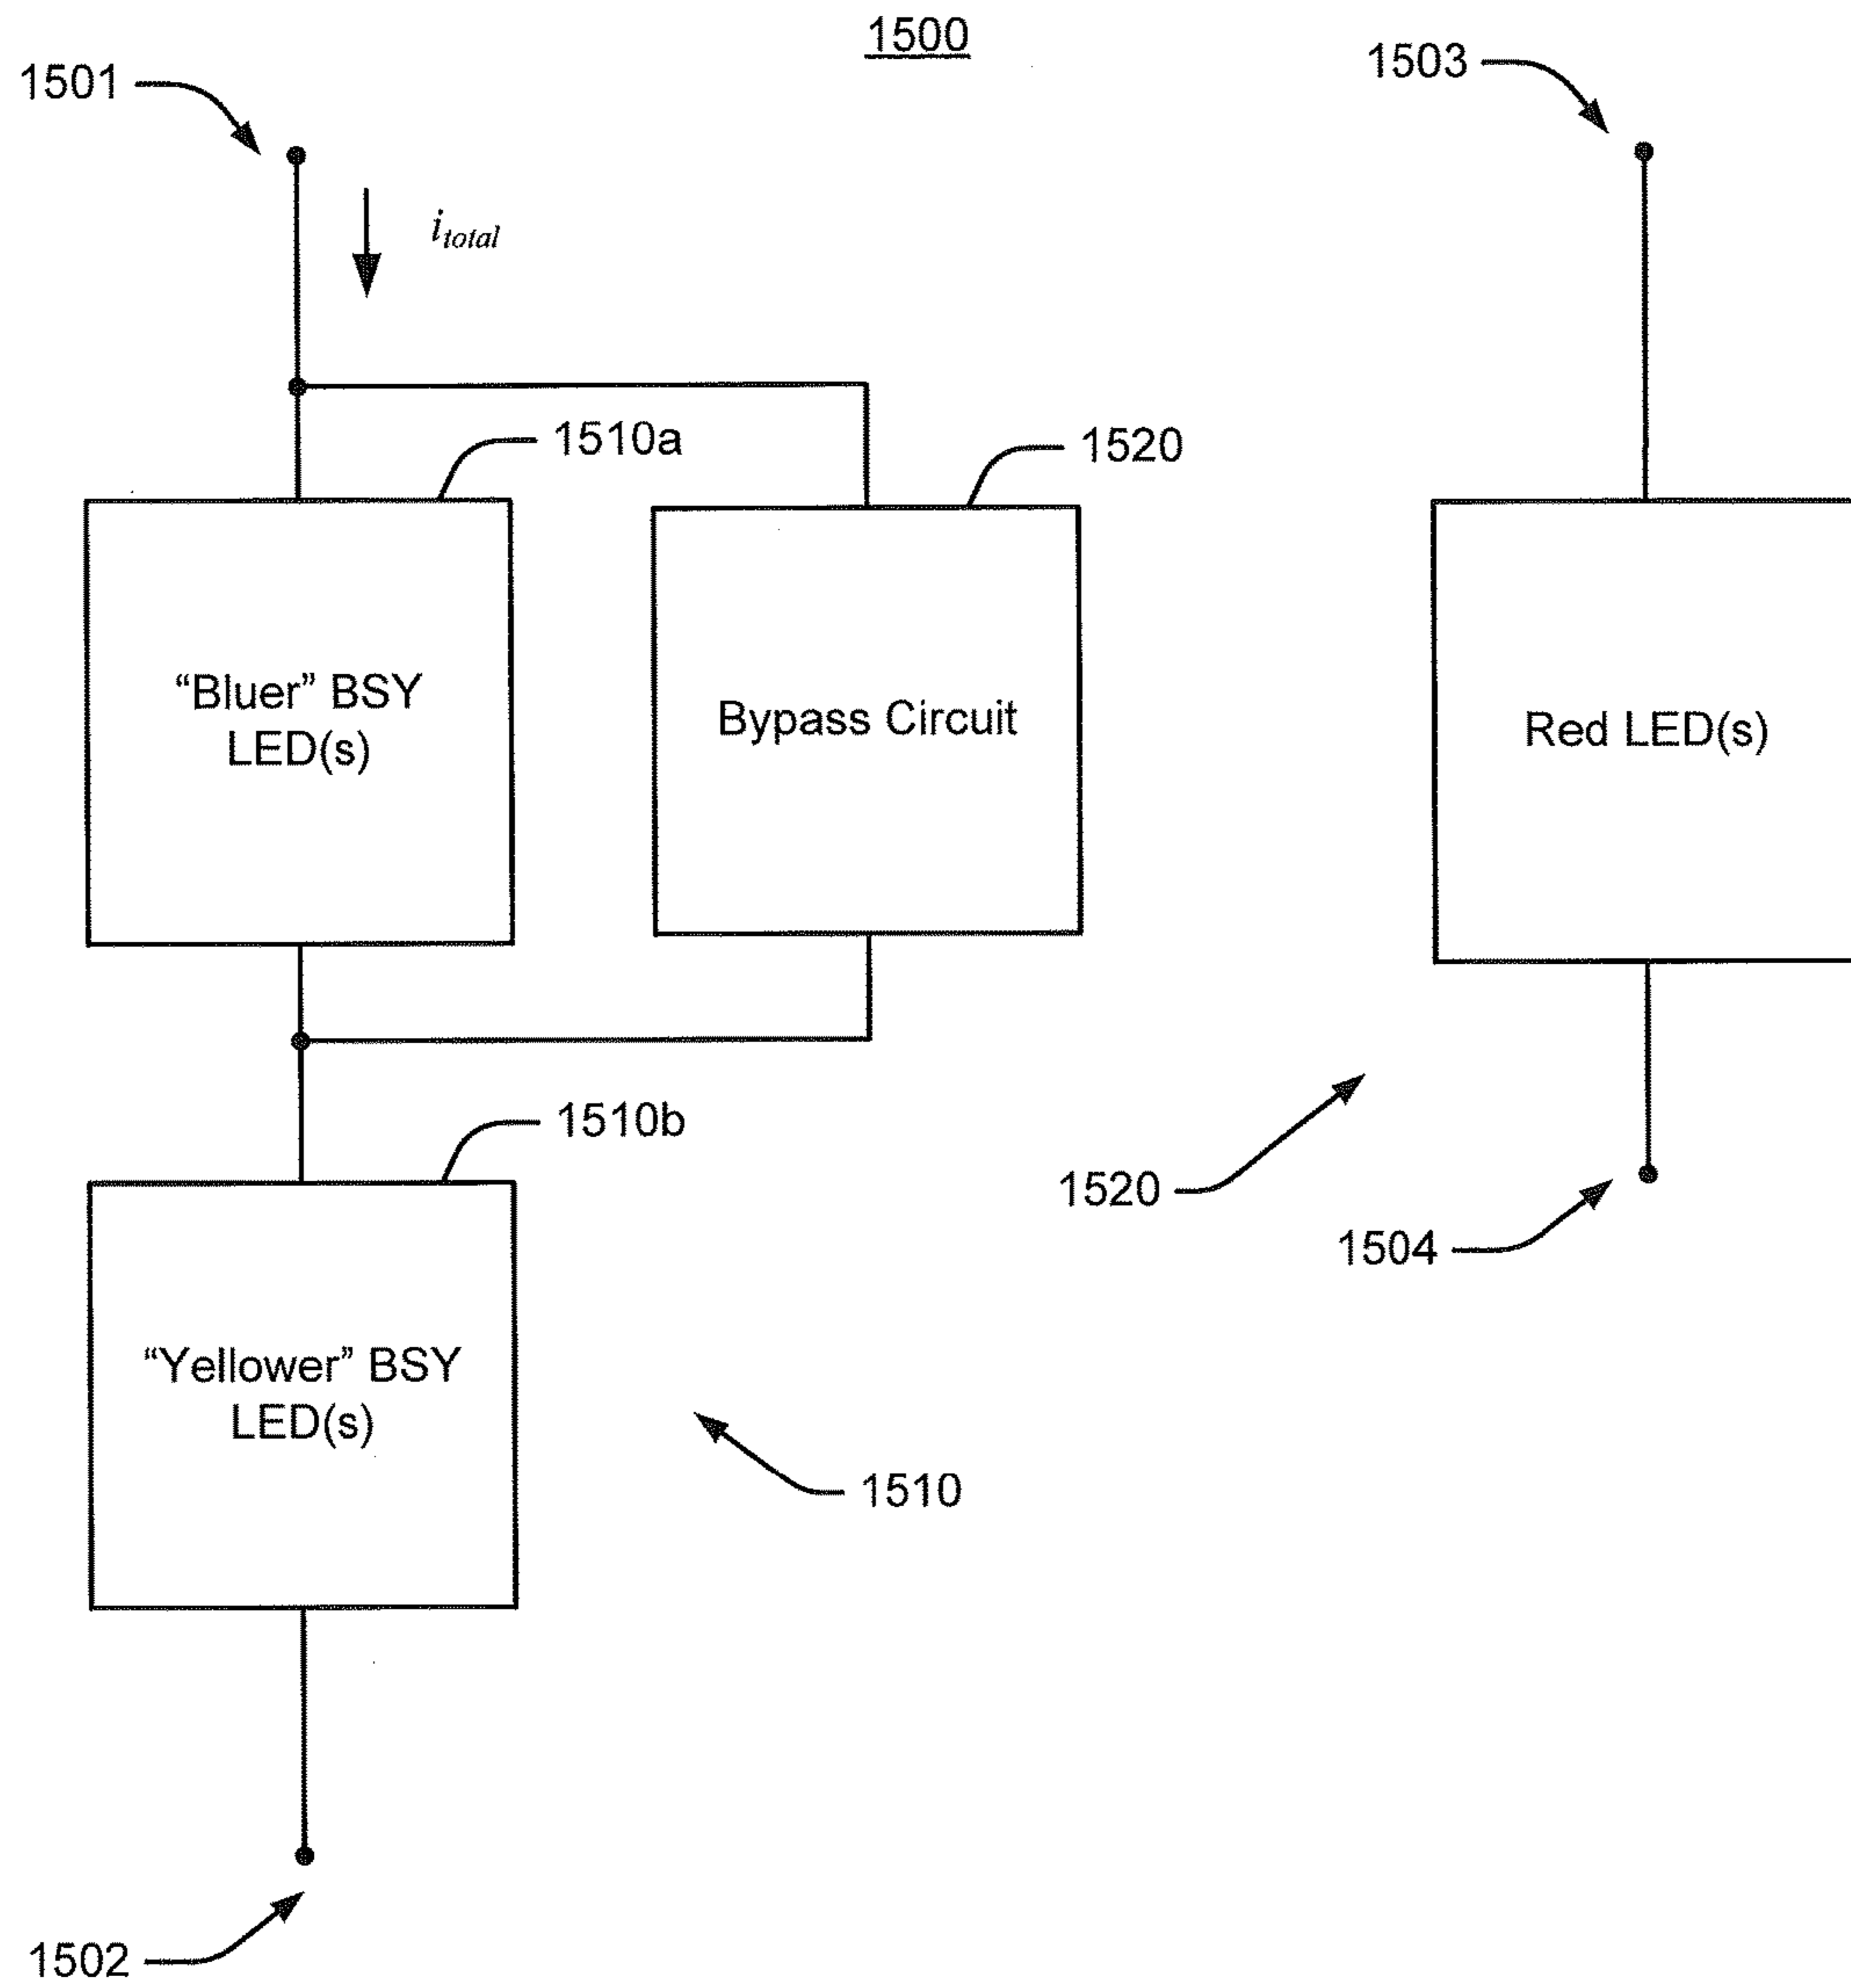 1500
1501
1503
i_total
1510a
1520
“Bluer” BSY
LED(s)
Bypass Circuit
Red LED(s)
1510b
1520
1504
“Yellower” BSY
LED(s)
1510
1502